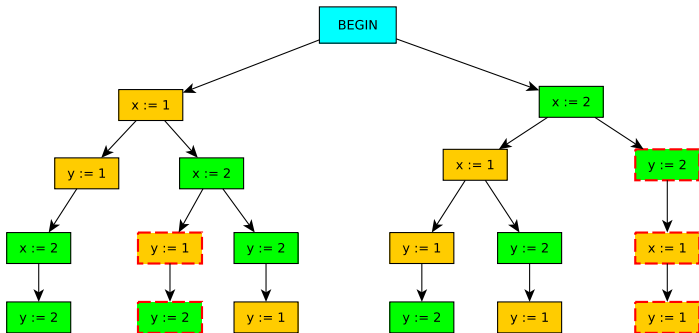 BEGIN
x := 1
x := 2
y := 1
x := 2
x := 1
y := 2
x := 2
y := 1
y := 2
y := 1
y := 2
x := 1
y := 2
y := 2
y := 1
y := 2
y := 1
y := 1